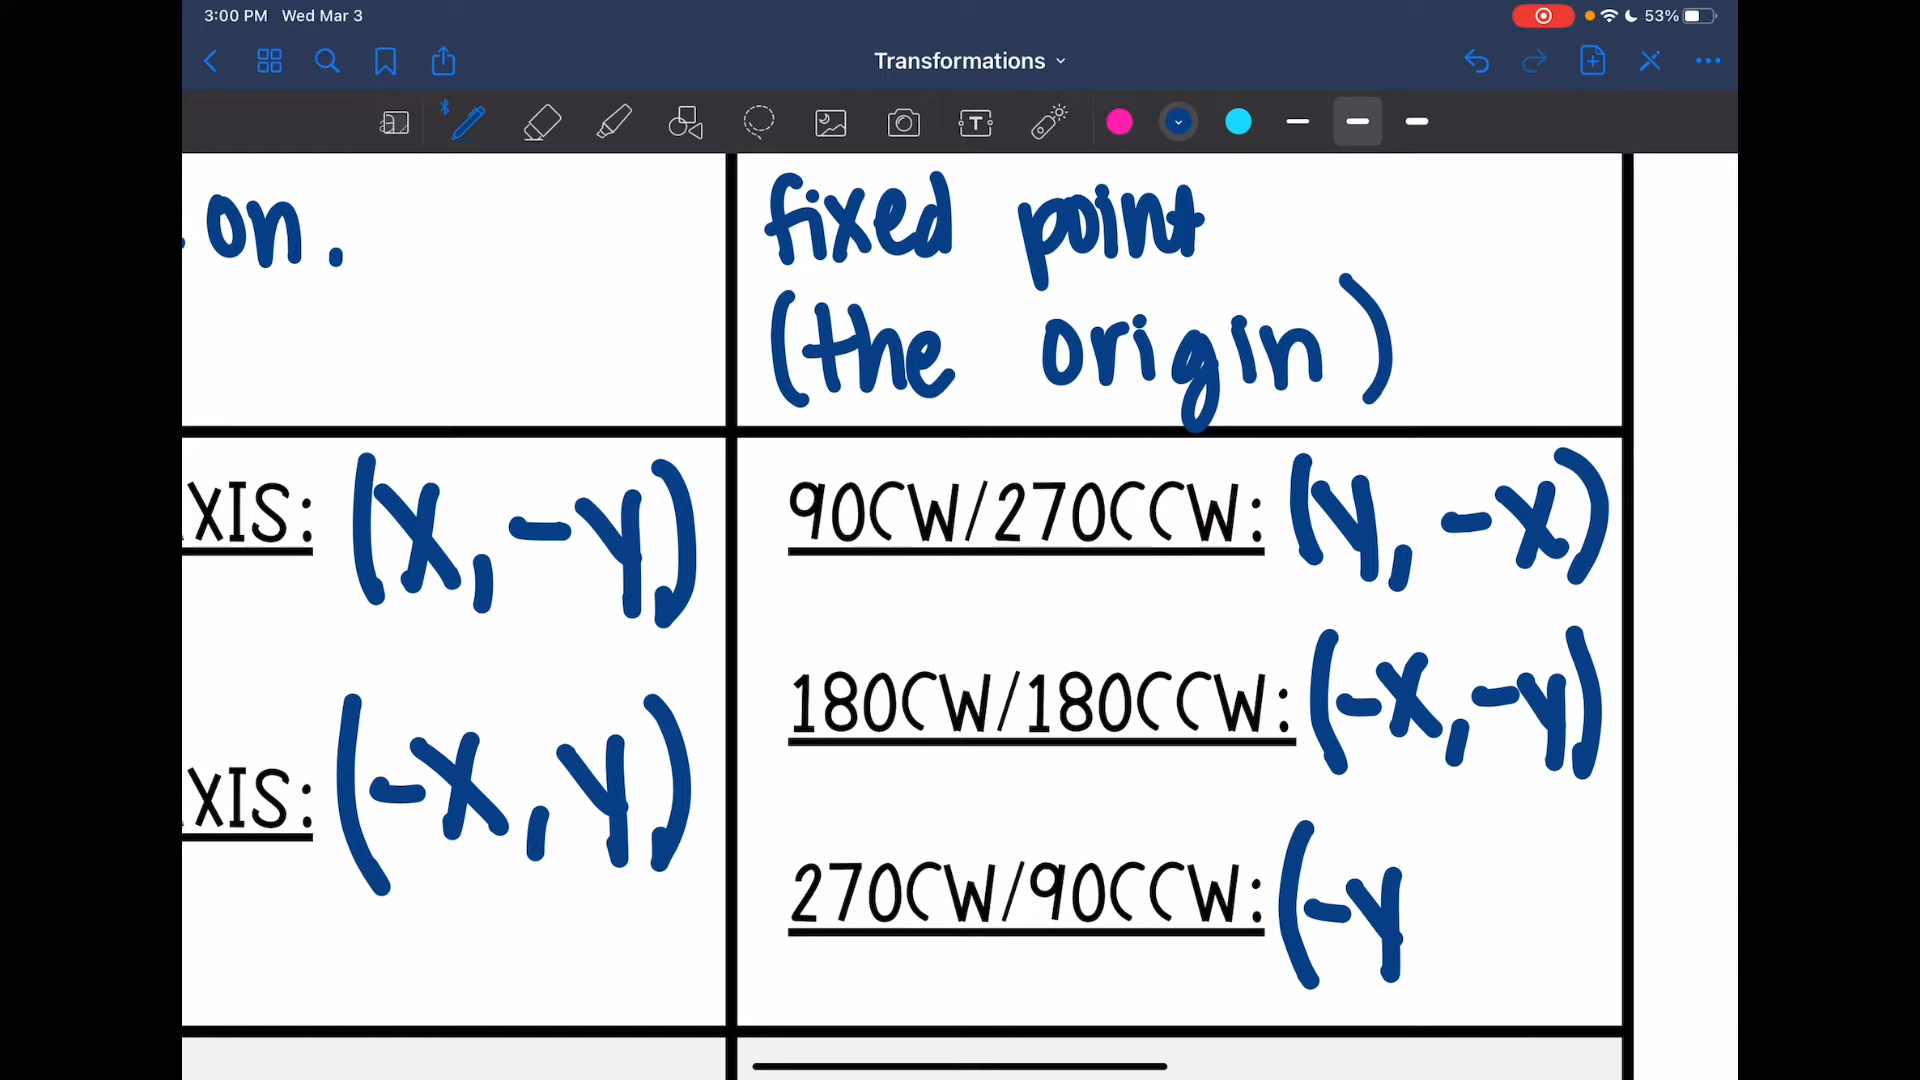 3:00 PM Wed Mar 3
53%
Transformations
T
on.
fixed point
(the origin)
XIS: (x, -y)
XIS: (-x, y)
90CW/270CCW: (y, -x)
180CW/180CCW: (-x, -y)
270CW/90CCW: (-y